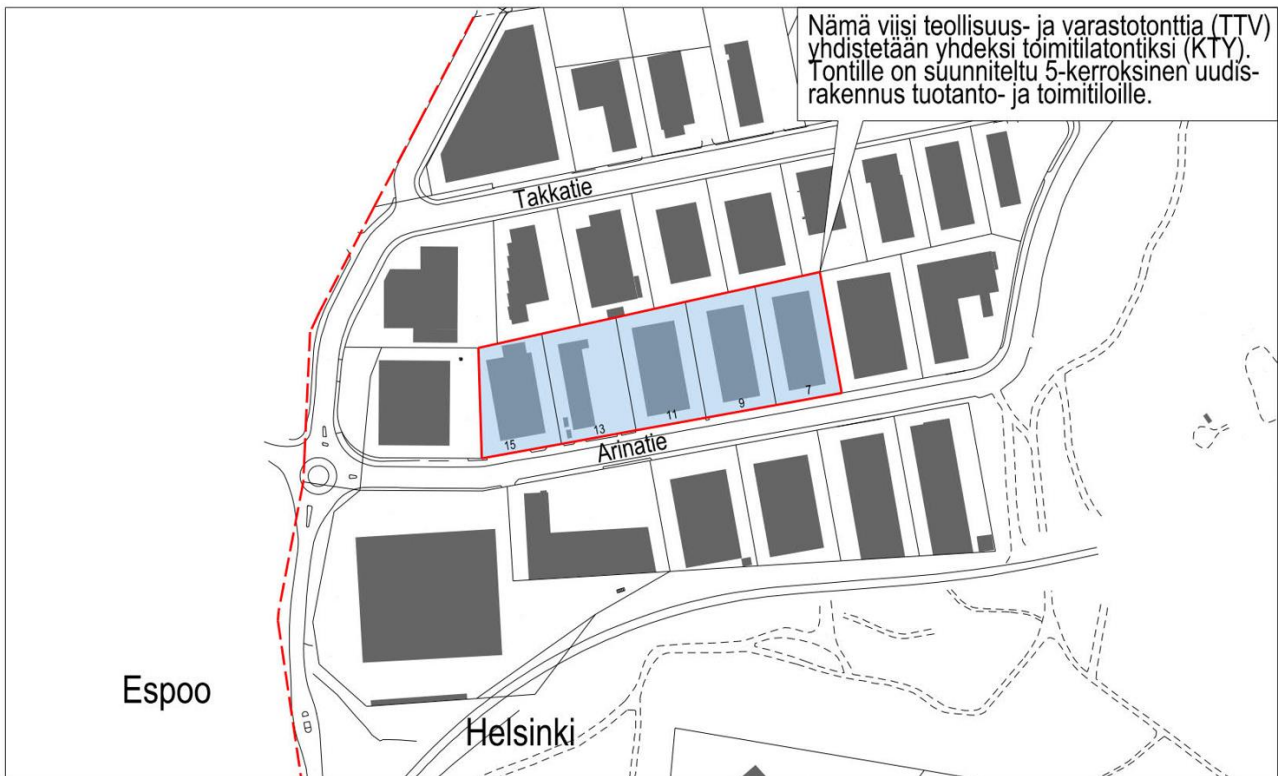 Nämä viisi teollisuus- ja varastotonttia (TTV)
yhdistetään yhdeksi toimitilatontiksi (KTY).
Tontille on suunniteltu 5-kerroksinen uudis-
rakennus tuotanto- ja toimitiloille.
Takkatie
7
9
11
13
15
Arinatie
Espoo
Helsinki